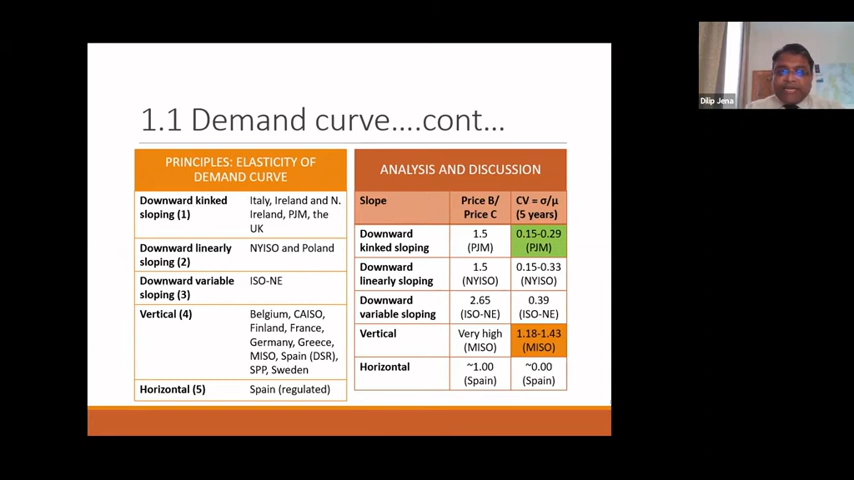 Dilip Jena
1.1 Demand curve....cont...
PRINCIPLES: ELASTICITY OF
DEMAND CURVE
Downward kinked
sloping (1)
Italy, Ireland and N.
Ireland, PJM, the
UK
Downward linearly
sloping (2)
NYISO and Poland
Downward variable
sloping (3)
ISO-NE
Vertical (4)
Belgium, CAISO,
Finland, France,
Germany, Greece,
MISO, Spain (DSR),
SPP, Sweden
Horizontal (5)
Spain (regulated)
ANALYSIS AND DISCUSSION
Slope
Price B/
Price C
CV = σ/μ
(5 years)
Downward
kinked sloping
1.5
(PJM)
0.15-0.29
(PJM)
Downward
linearly sloping
1.5
(NYISO)
0.15-0.33
(NYISO)
Downward
variable sloping
2.65
(ISO-NE)
0.39
(ISO-NE)
Vertical
Very high
(MISO)
1.18-1.43
(MISO)
Horizontal
~1.00
(Spain)
~0.00
(Spain)